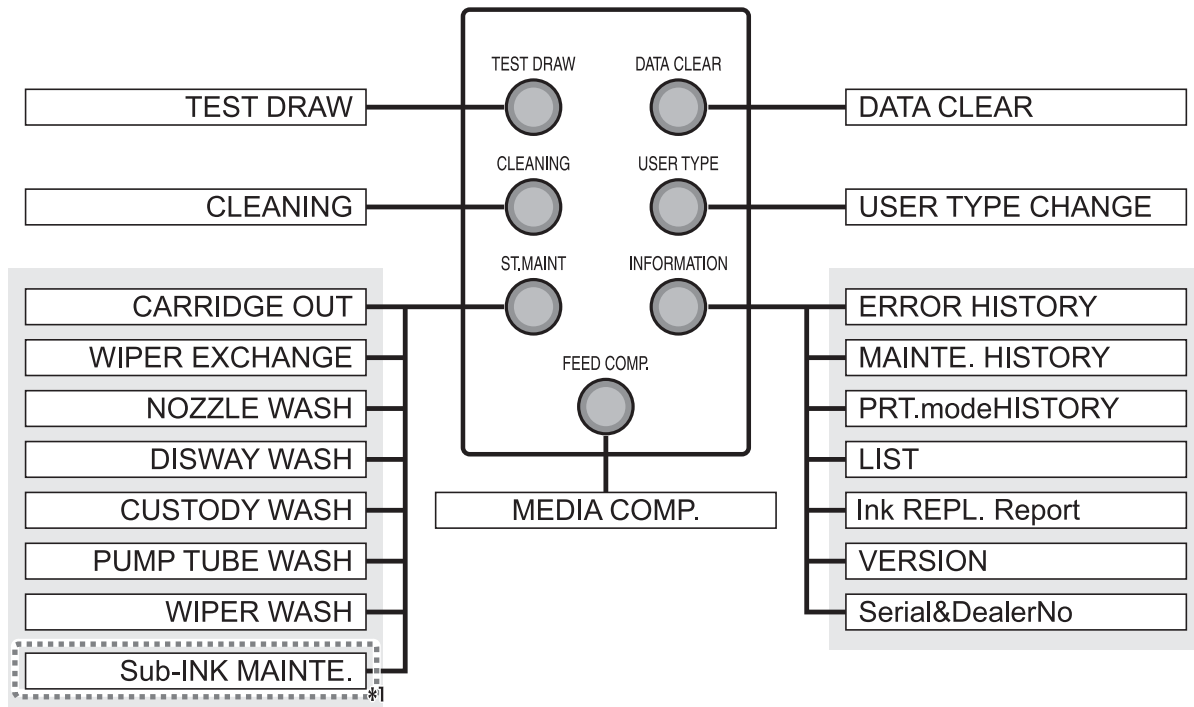 TEST DRAW
DATA CLEAR
TEST DRAW
DATA CLEAR
CLEANING
USER TYPE
CLEANING
USER TYPE CHANGE
ST.MAINT
INFORMATION
CARRIDGE OUT
WIPER EXCHANGE
NOZZLE WASH
DISWAY WASH
CUSTODY WASH
PUMP TUBE WASH
WIPER WASH
Sub-INK MAINTE.
*1
FEED COMP.
MEDIA COMP.
ERROR HISTORY
MAINTE. HISTORY
PRT.modeHISTORY
LIST
Ink REPL. Report
VERSION
Serial&DealerNo